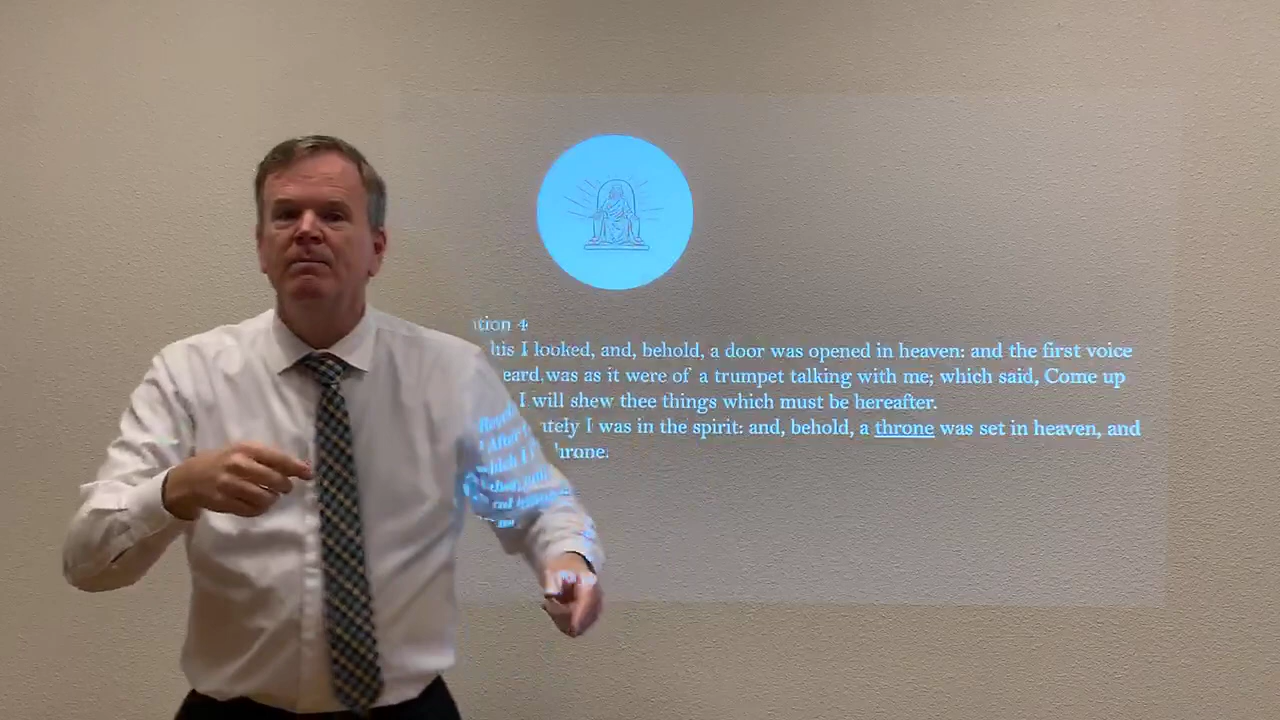 tion 4
his I looked, and, behold, a door was opened in heaven: and the first voice
eard was as it were of a trumpet talking with me; which said, Come up
I will shew thee things which must be hereafter.
ately I was in the spirit: and, behold, a throne was set in heaven, and
hrone.